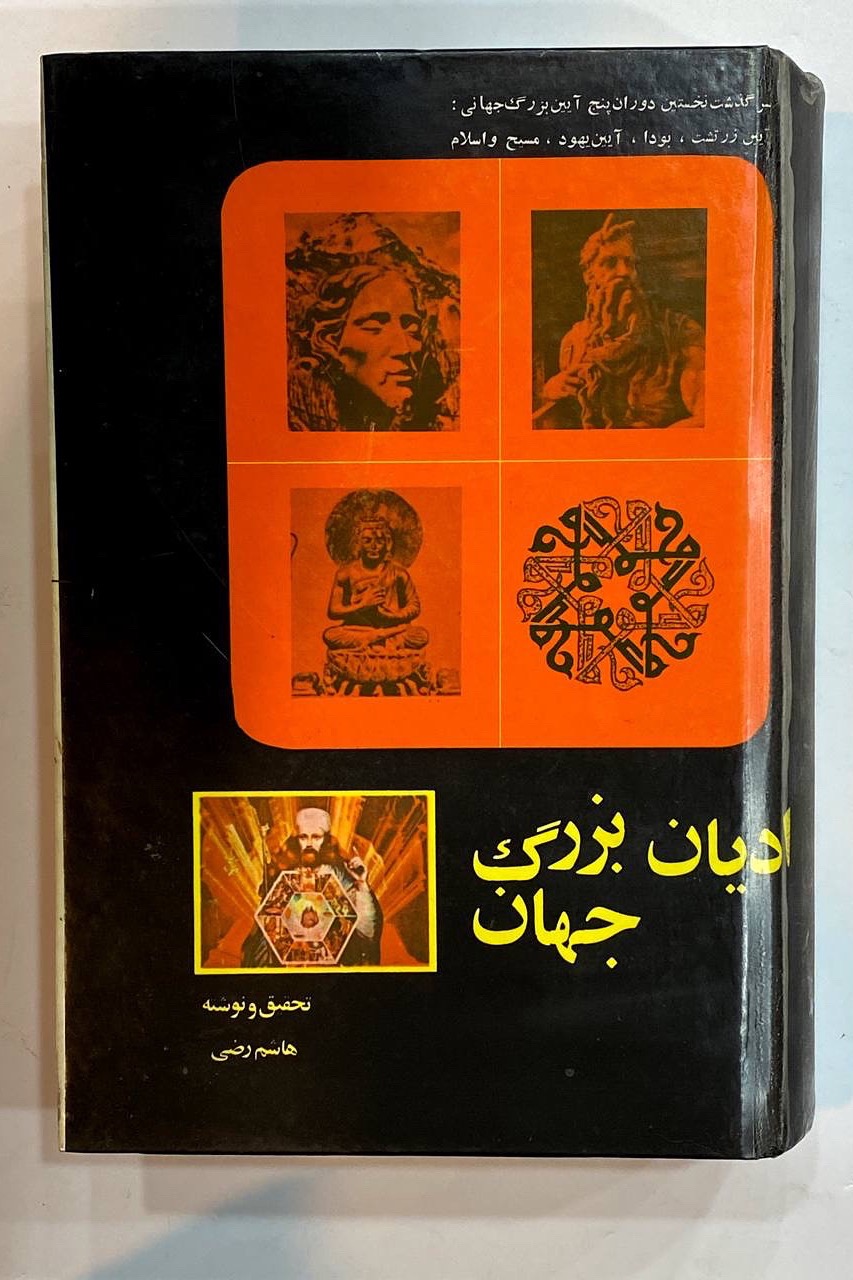 سرگذشت نخستین دوران پنج آیین بزرگ جهانی :
آیین زرتشت ، بودا ، آیین یهود ، مسیح و اسلام
ادیان بزرگ
جهان
تحقیق و نوشته
هاشم رضی